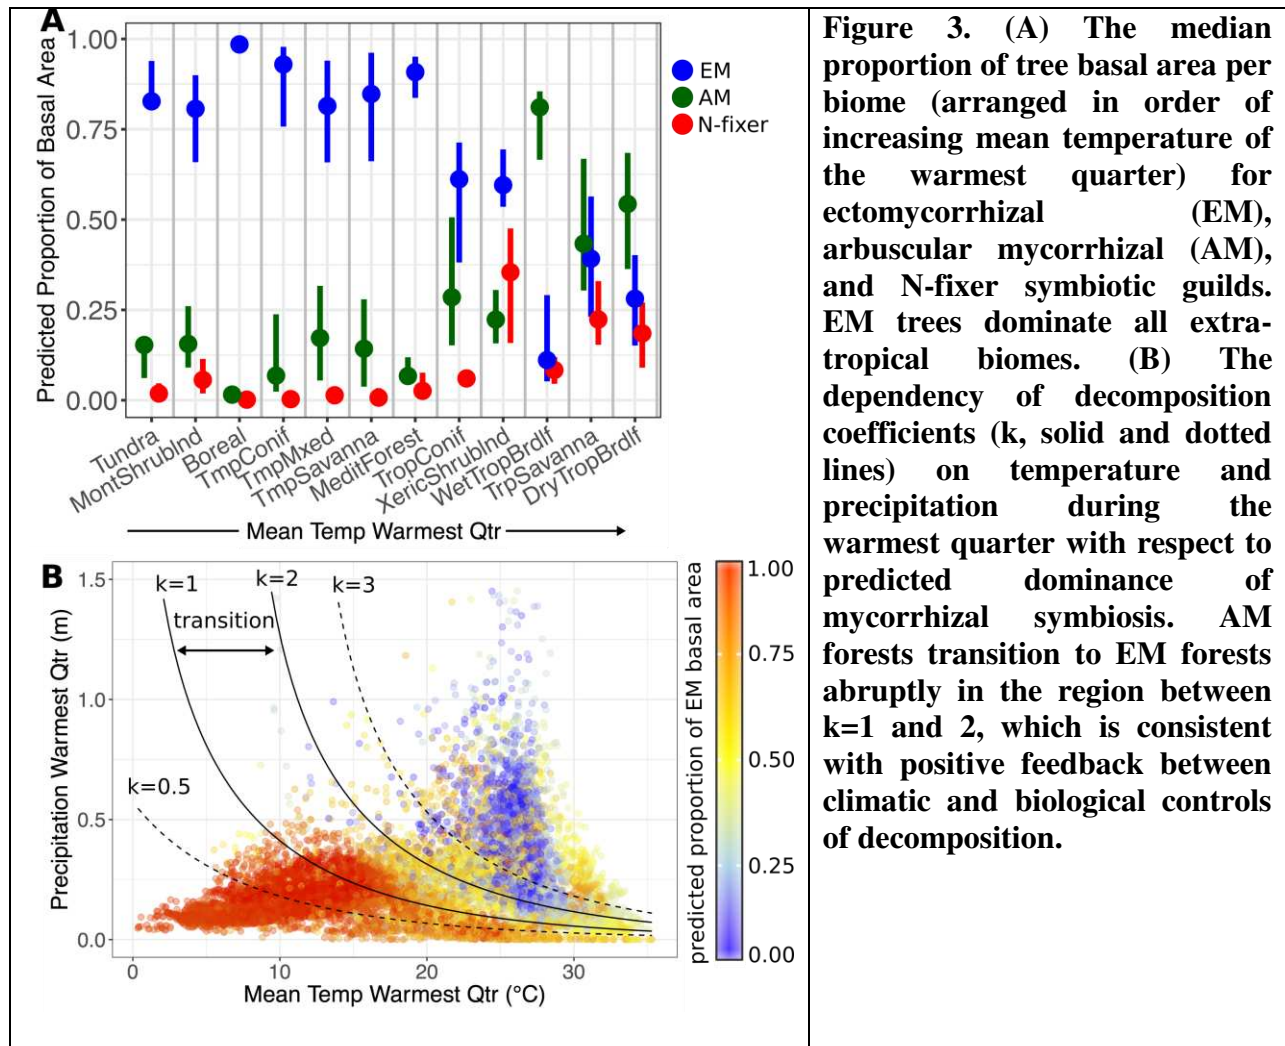 A
Predicted Proportion of Basal Area
1.00
0.75
0.50
0.25
0.00
EM
AM
N-fixer
Tundra
MontShrublnd
Boreal
TmpConif
TmpMxed
TmpSavanna
MeditForest
TropConif
XericShrublnd
WetTropBrdlf
TrpSavanna
DryTropBrdlf
Mean Temp Warmest Qtr
B
Precipitation Warmest Qtr (m)
1.5
1.0
0.5
0.0
k=1
k=2
k=3
transition
k=0.5
0
10
20
30
Mean Temp Warmest Qtr (°C)
predicted proportion of EM basal area
1.00
0.75
0.50
0.25
0.00
Figure 3. (A) The median
proportion of tree basal area per
biome (arranged in order of
increasing mean temperature of
the warmest quarter) for
ectomycorrhizal (EM),
arbuscular mycorrhizal (AM),
and N-fixer symbiotic guilds.
EM trees dominate all extra-
tropical biomes. (B) The
dependency of decomposition
coefficients (k, solid and dotted
lines) on temperature and
precipitation during the
warmest quarter with respect to
predicted dominance of
mycorrhizal symbiosis. AM
forests transition to EM forests
abruptly in the region between
k=1 and 2, which is consistent
with positive feedback between
climatic and biological controls
of decomposition.